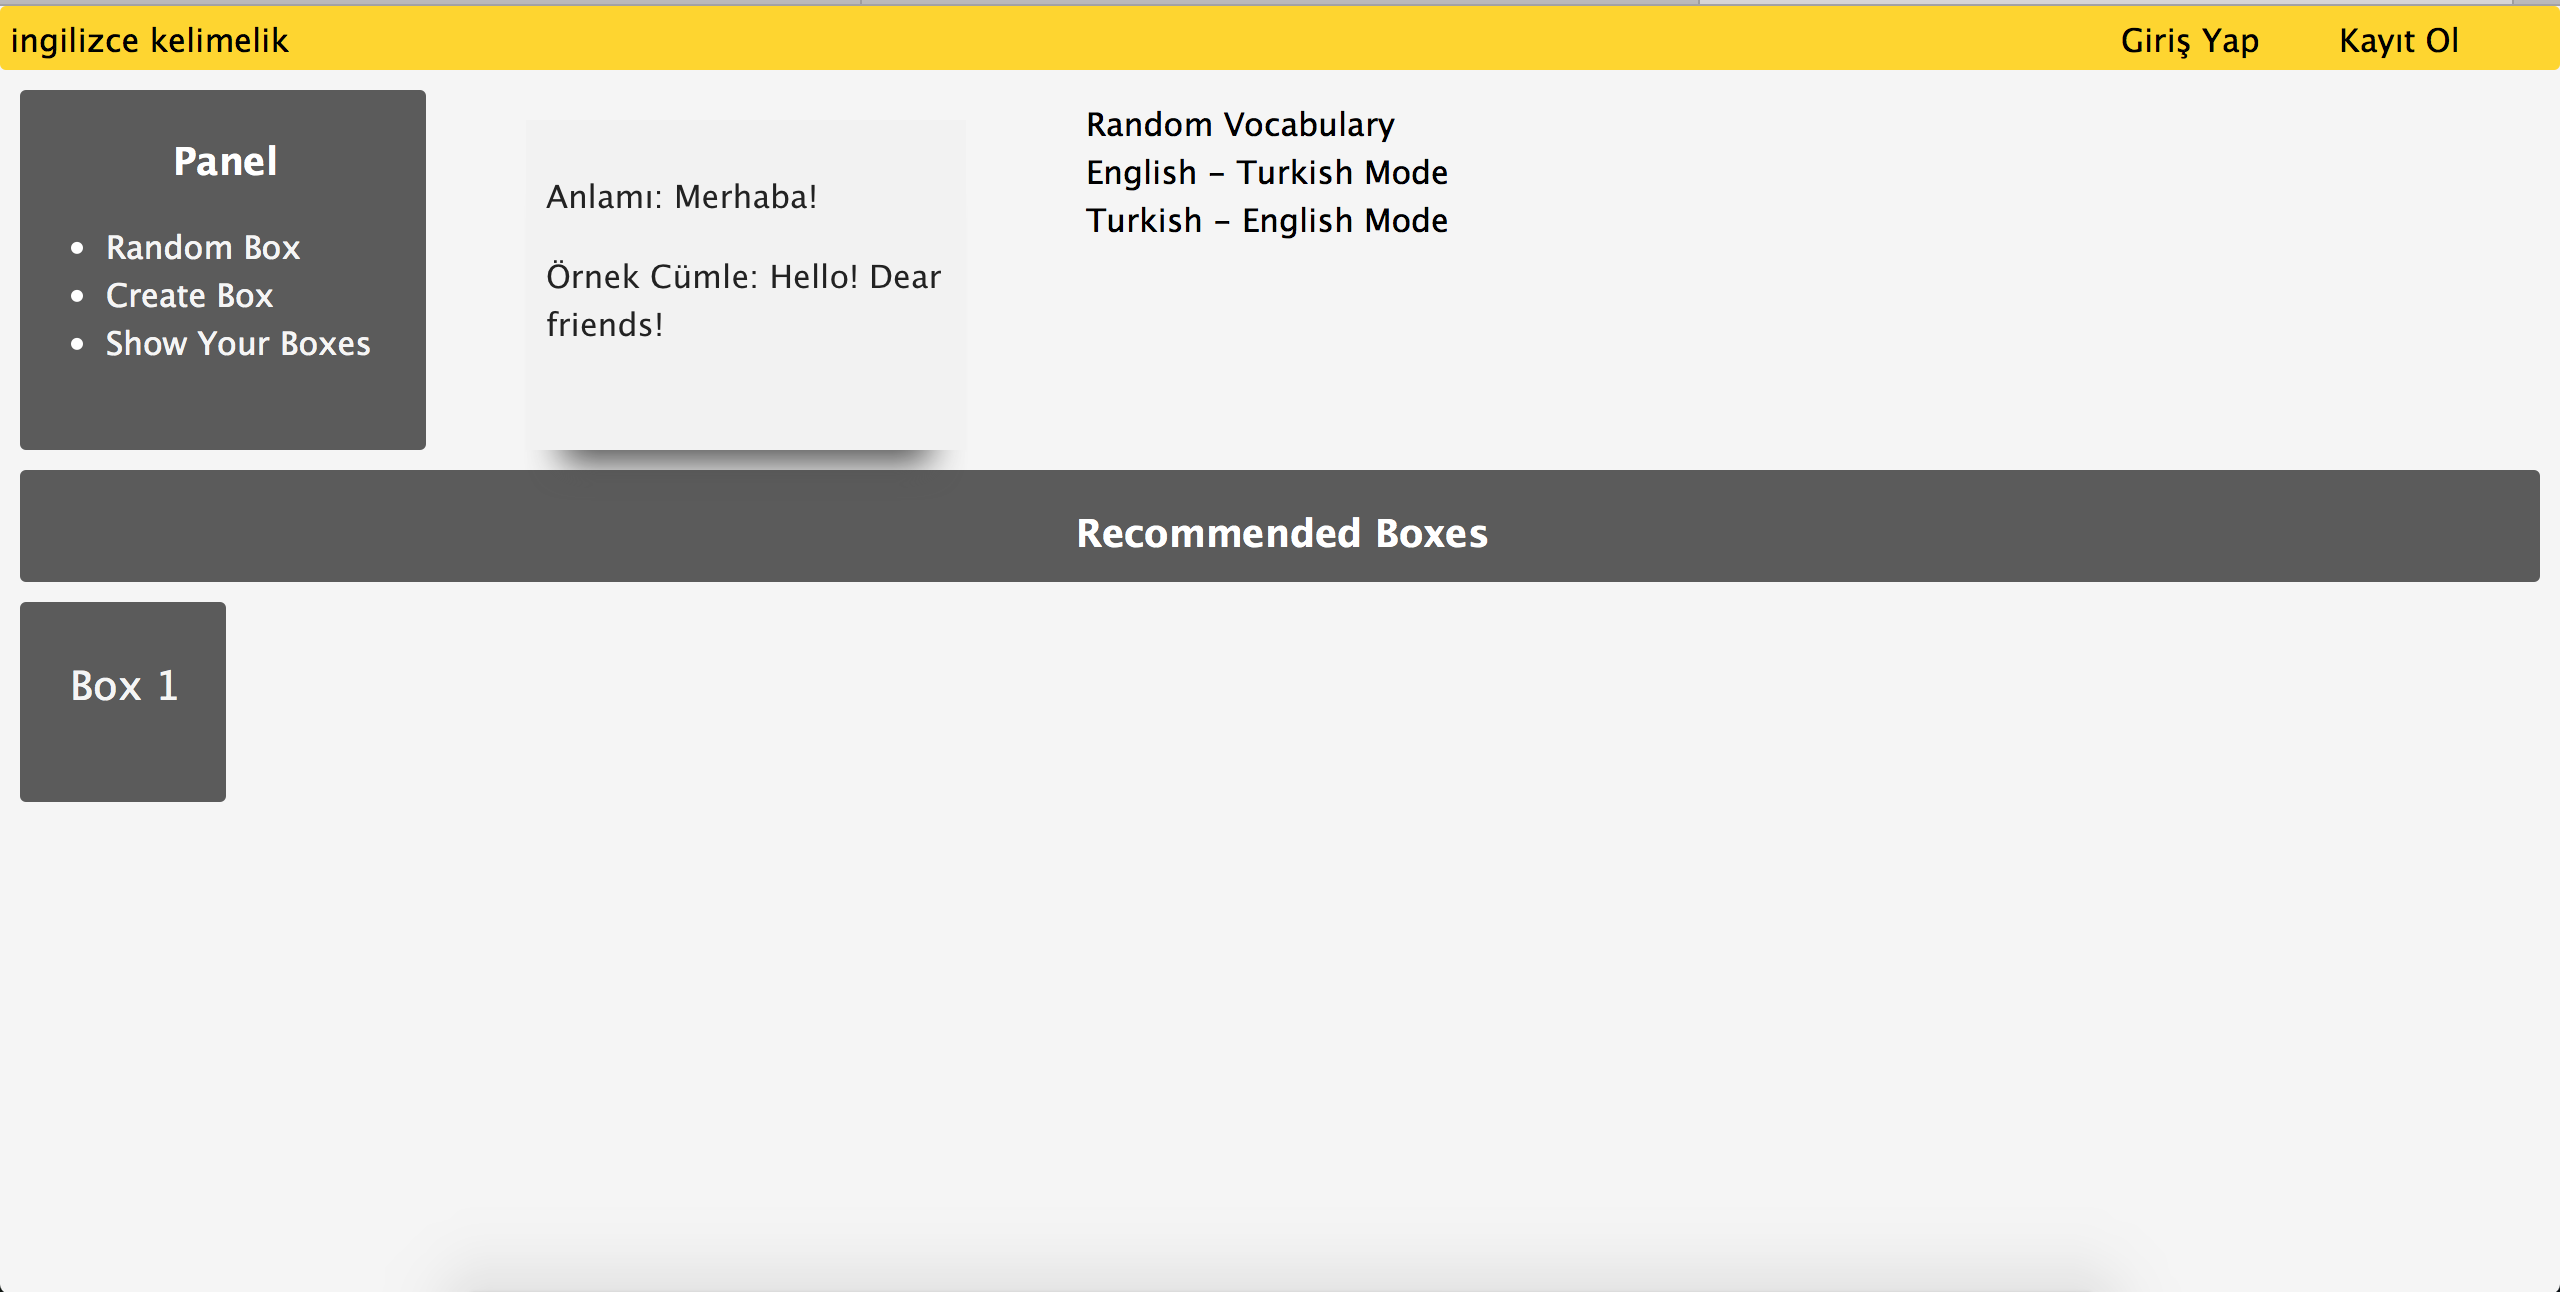 ingilizce kelimelik
Giriş Yap
Kayıt Ol
Panel
Random Box
Create Box
Show Your Boxes
Anlamı: Merhaba!
Örnek Cümle: Hello! Dear
friends!
Random Vocabulary
English - Turkish Mode
Turkish - English Mode
Recommended Boxes
Box 1